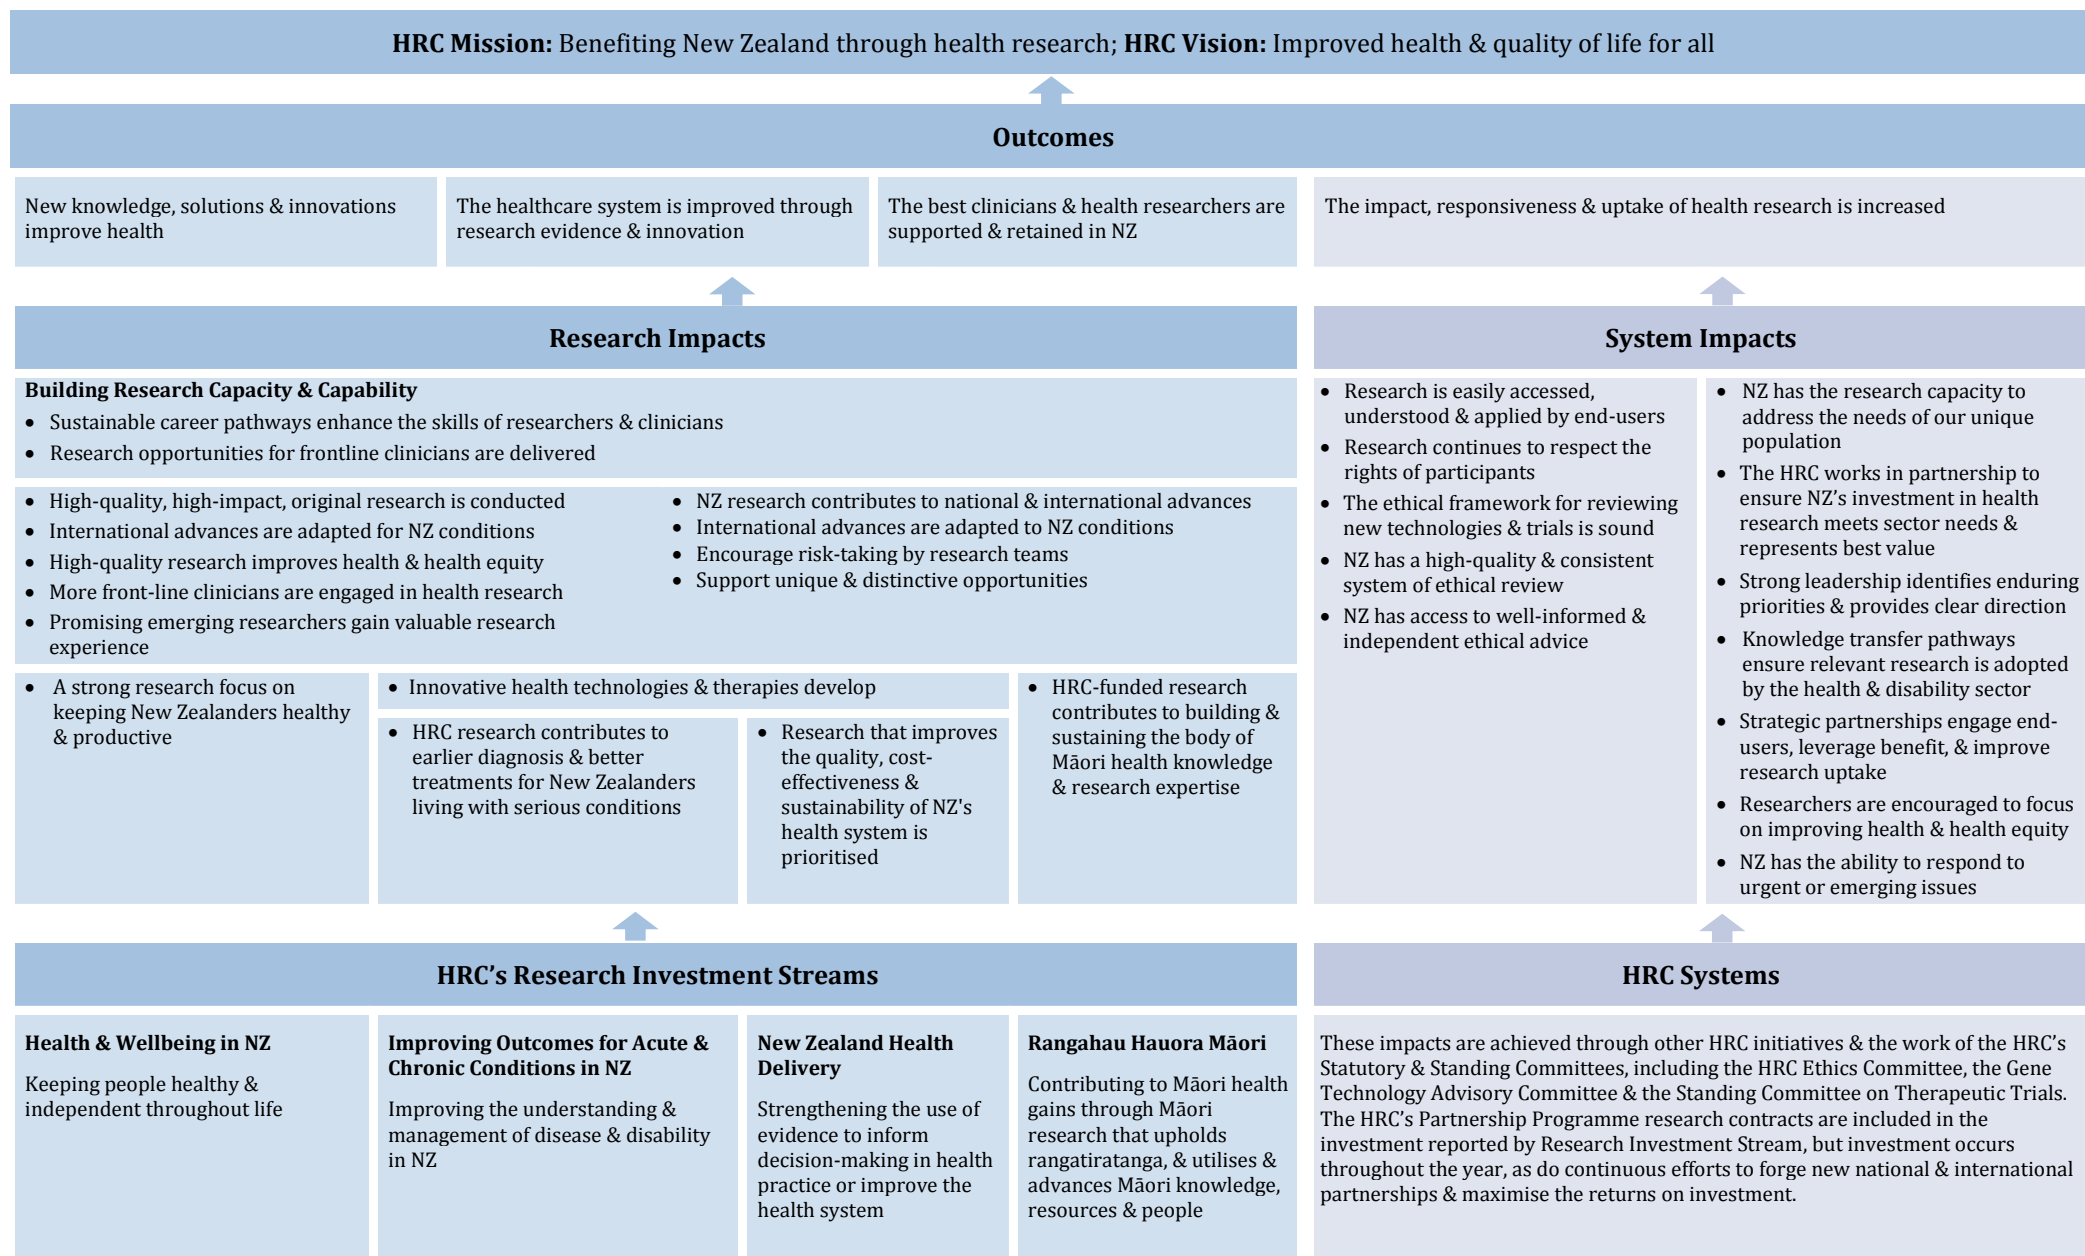 HRC Mission: Benefiting New Zealand through health research; HRC Vision: Improved health & quality of life for all
Outcomes
New knowledge, solutions & innovations
improve health
The healthcare system is improved through
research evidence & innovation
The best clinicians & health researchers are
supported & retained in NZ
The impact, responsiveness & uptake of health research is increased
Research Impacts
Building Research Capacity & Capability
• Sustainable career pathways enhance the skills of researchers & clinicians
• Research opportunities for frontline clinicians are delivered
• High-quality, high-impact, original research is conducted
• International advances are adapted for NZ conditions
• High-quality research improves health & health equity
• More front-line clinicians are engaged in health research
• Promising emerging researchers gain valuable research
experience
• NZ research contributes to national & international advances
• International advances are adapted to NZ conditions
• Encourage risk-taking by research teams
• Support unique & distinctive opportunities
• A strong research focus on
keeping New Zealanders healthy
& productive
• Innovative health technologies & therapies develop
• HRC research contributes to
earlier diagnosis & better
treatments for New Zealanders
living with serious conditions
• Research that improves
the quality, cost-
effectiveness &
sustainability of NZ's
health system is
prioritised
• HRC-funded research
contributes to building &
sustaining the body of
Māori health knowledge
& research expertise
System Impacts
• Research is easily accessed,
understood & applied by end-users
• Research continues to respect the
rights of participants
• The ethical framework for reviewing
new technologies & trials is sound
• NZ has a high-quality & consistent
system of ethical review
• NZ has access to well-informed &
independent ethical advice
• NZ has the research capacity to
address the needs of our unique
population
• The HRC works in partnership to
ensure NZ’s investment in health
research meets sector needs &
represents best value
• Strong leadership identifies enduring
priorities & provides clear direction
• Knowledge transfer pathways
ensure relevant research is adopted
by the health & disability sector
• Strategic partnerships engage end-
users, leverage benefit, & improve
research uptake
• Researchers are encouraged to focus
on improving health & health equity
• NZ has the ability to respond to
urgent or emerging issues
HRC’s Research Investment Streams
Health & Wellbeing in NZ
Keeping people healthy &
independent throughout life
Improving Outcomes for Acute &
Chronic Conditions in NZ
Improving the understanding &
management of disease & disability
in NZ
New Zealand Health
Delivery
Strengthening the use of
evidence to inform
decision-making in health
practice or improve the
health system
Rangahau Hauora Māori
Contributing to Māori health
gains through Māori
research that upholds
rangatiratanga, & utilises &
advances Māori knowledge,
resources & people
HRC Systems
These impacts are achieved through other HRC initiatives & the work of the HRC’s
Statutory & Standing Committees, including the HRC Ethics Committee, the Gene
Technology Advisory Committee & the Standing Committee on Therapeutic Trials.
The HRC’s Partnership Programme research contracts are included in the
investment reported by Research Investment Stream, but investment occurs
throughout the year, as do continuous efforts to forge new national & international
partnerships & maximise the returns on investment.